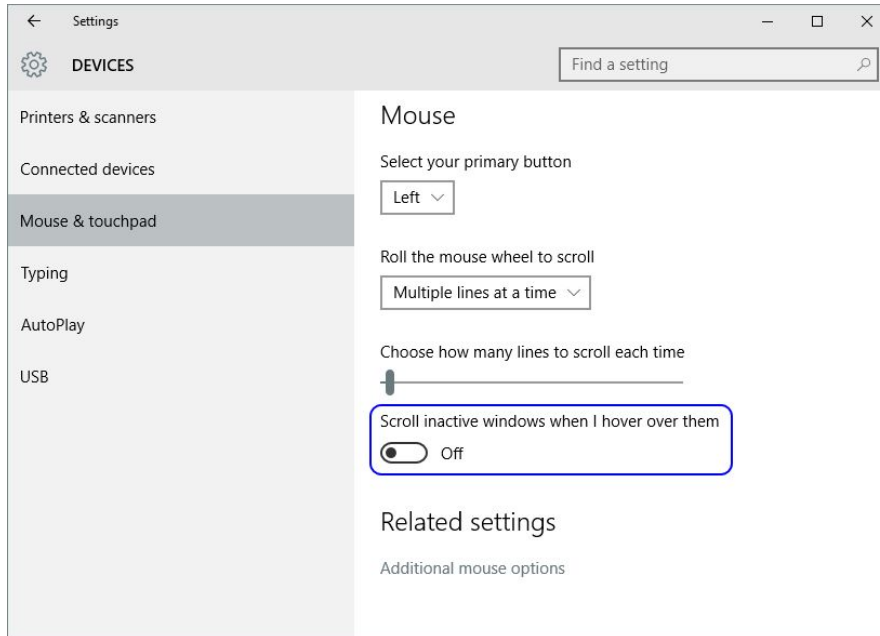 Settings
DEVICES
Find a setting
Printers & scanners
Connected devices
Mouse & touchpad
Typing
AutoPlay
USB
Mouse
Select your primary button
Left
Roll the mouse wheel to scroll
Multiple lines at a time
Choose how many lines to scroll each time
Scroll inactive windows when I hover over them
Off
Related settings
Additional mouse options